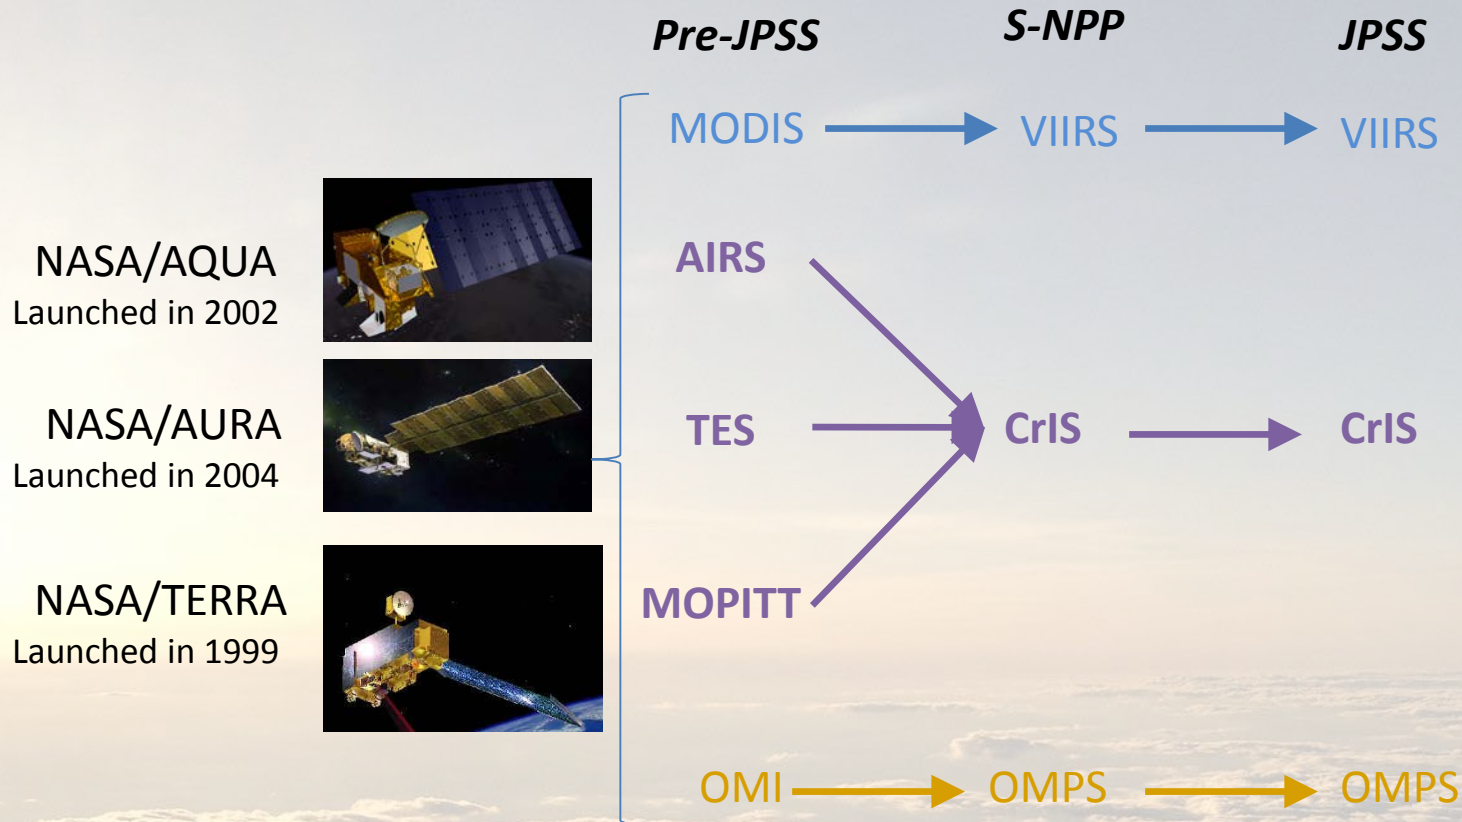 Pre-JPSS
S-NPP
JPSS
MODIS
VIIRS
VIIRS
NASA/AQUA
Launched in 2002
AIRS
NASA/AURA
Launched in 2004
TES
CrIS
CrIS
NASA/TERRA
Launched in 1999
MOPITT
OMI
OMPS
OMPS